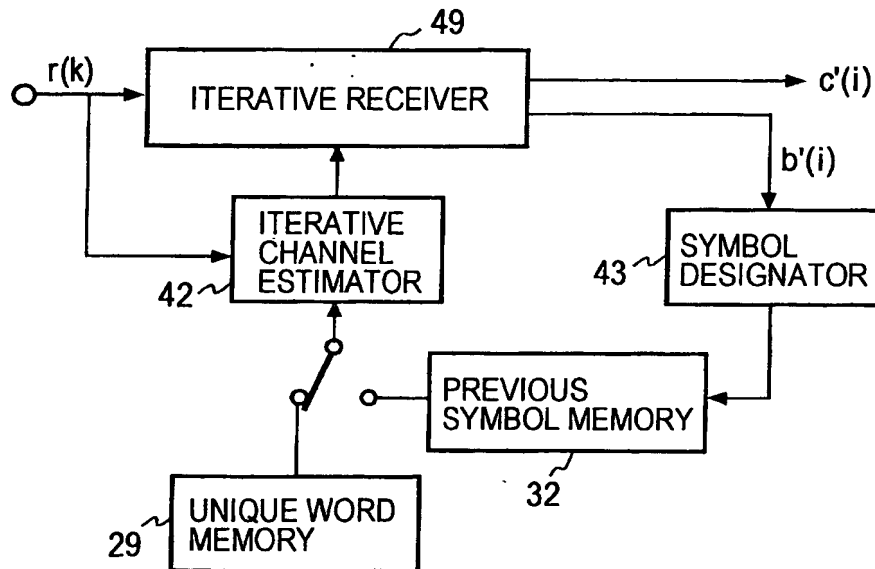 49
r(k)
ITERATIVE RECEIVER
c'(i)
b'(i)
ITERATIVE
CHANNEL
ESTIMATOR
42
SYMBOL
DESIGNATOR
43
PREVIOUS
SYMBOL MEMORY
32
UNIQUE WORD
MEMORY
29